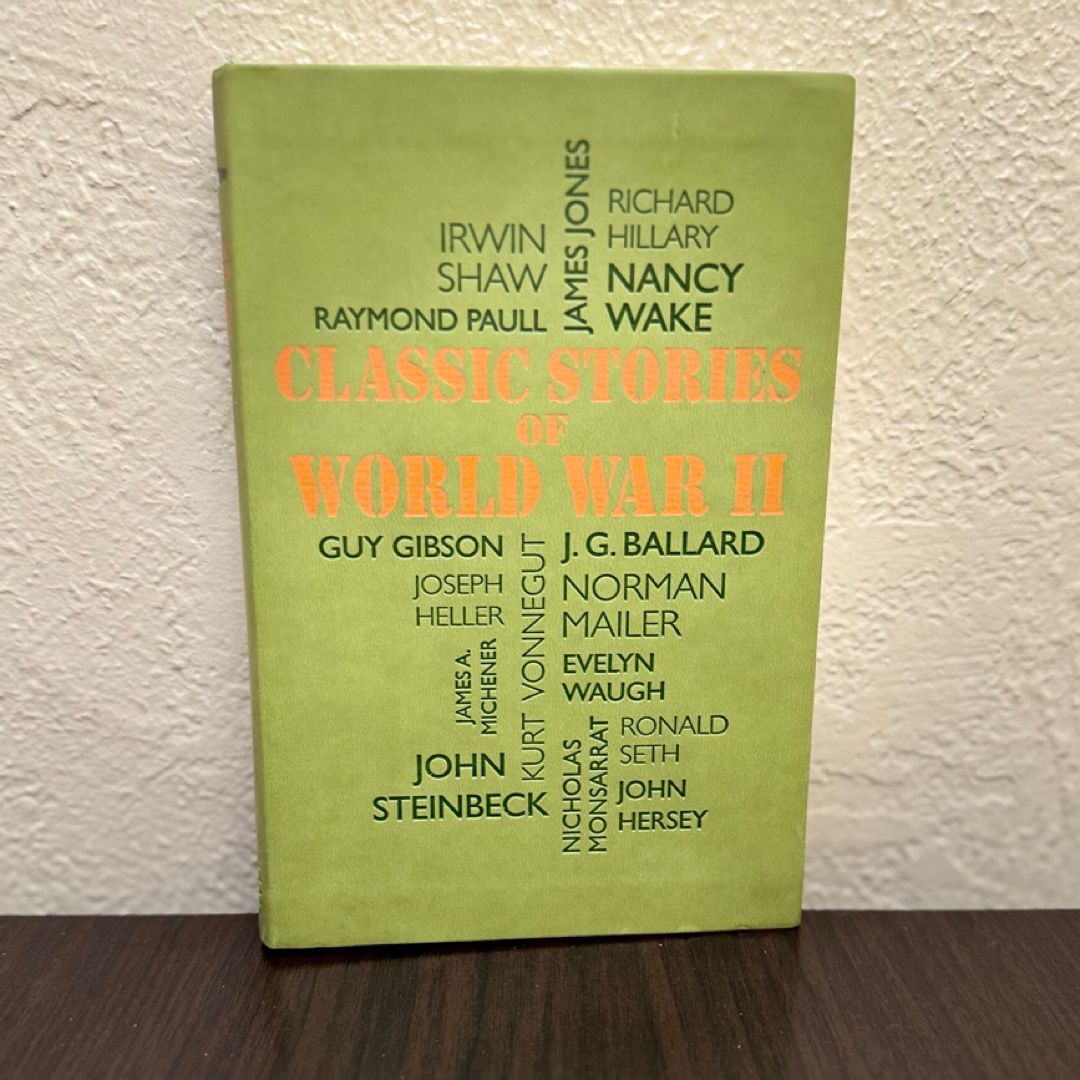 JAMES JONES
RICHARD
HILLARY
IRWIN
SHAW
NANCY
WAKE
RAYMOND PAULL
CLASSIC STORIES
OF
WORLD WAR II
GUY GIBSON
J. G. BALLARD
KURT VONNEGUT
JOSEPH
HELLER
NORMAN
MAILER
JAMES A.
MICHENER
EVELYN
WAUGH
JOHN
STEINBECK
NICHOLAS
MONSARRAT
RONALD
SETH
JOHN
HERSEY